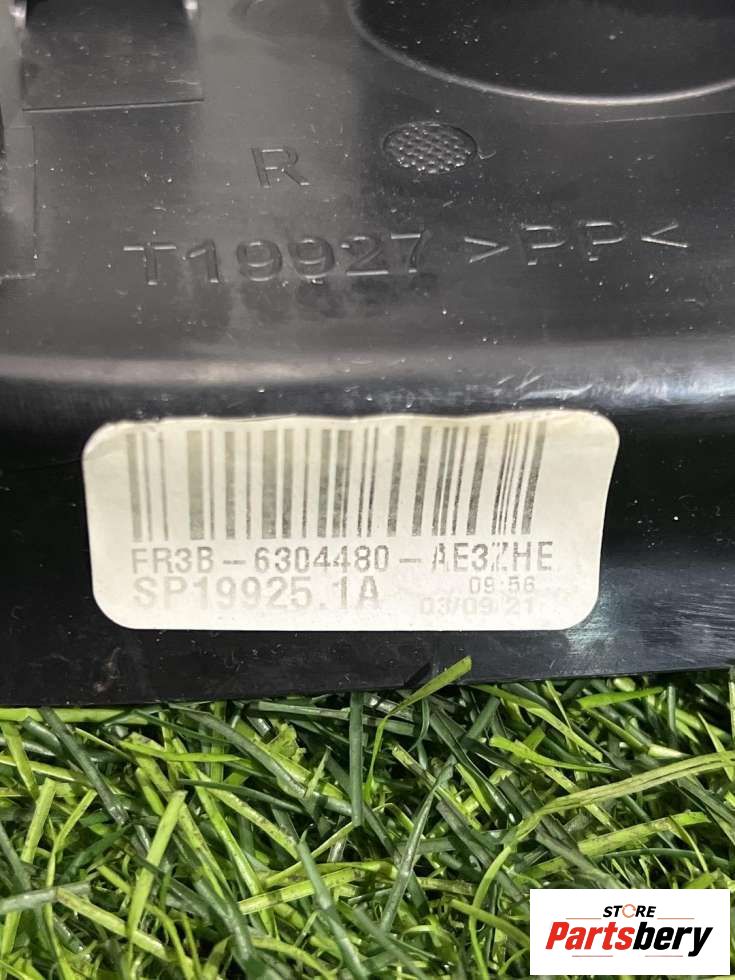 R
T19927 >PP<
FR3B-6304480-AE3ZHE
SP19925.1A
09:56
03/09 21
STORE
Partsbery